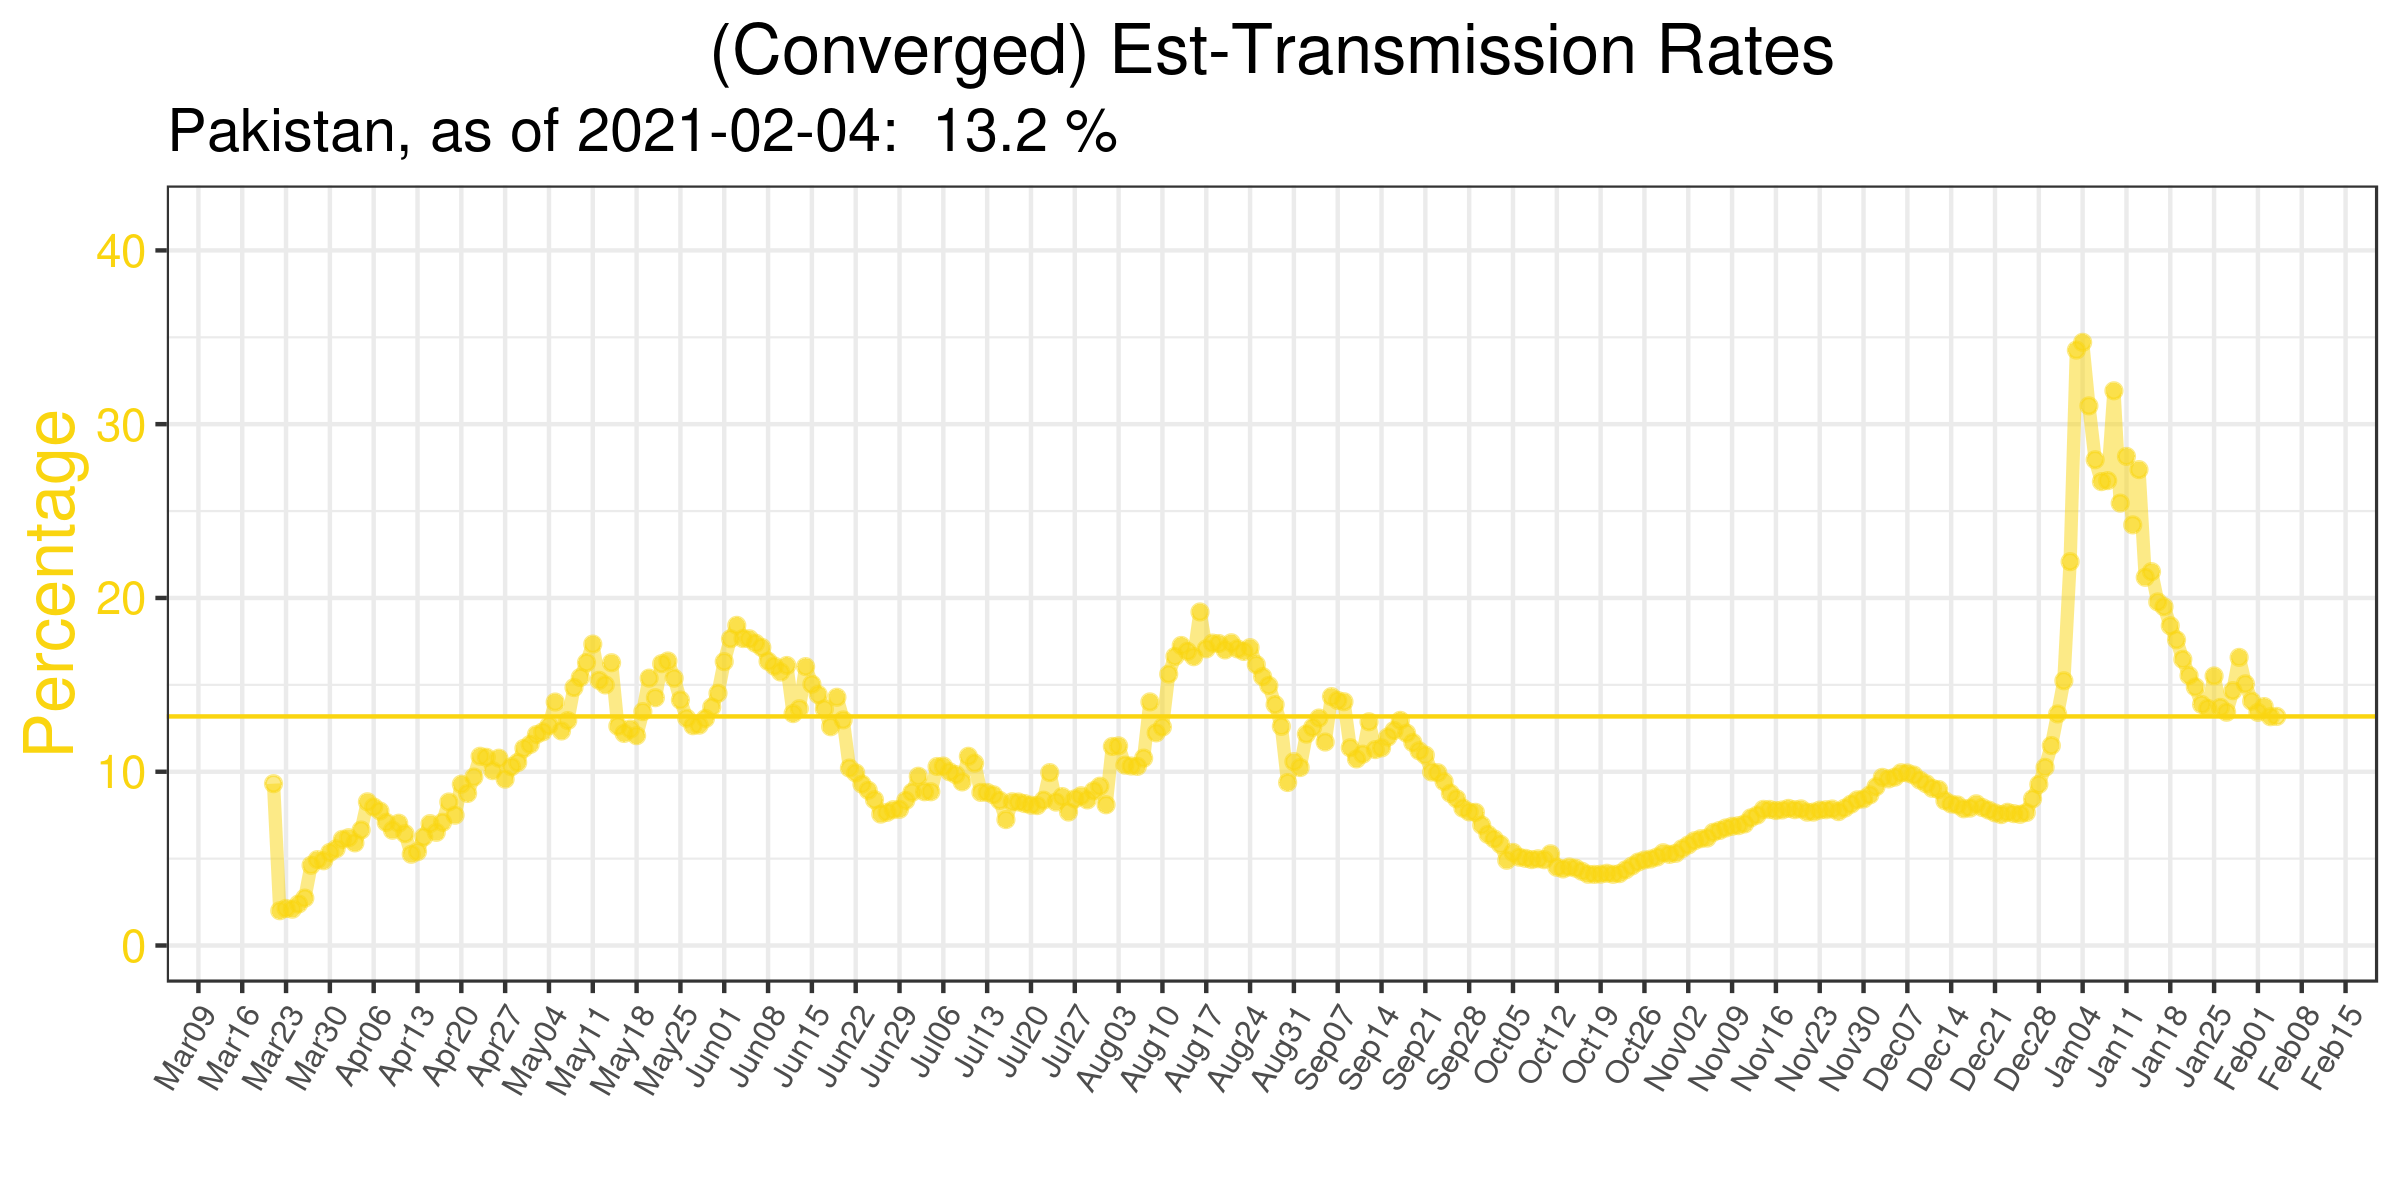 (Converged) Est-Transmission Rates
Pakistan, as of 2021-02-04:  13.2 %
Percentage
40
30
20
10
0
Mar09
Mar16
Mar23
Mar30
Apr06
Apr13
Apr20
Apr27
May04
May11
May18
May25
Jun01
Jun08
Jun15
Jun22
Jun29
Jul06
Jul13
Jul20
Jul27
Aug03
Aug10
Aug17
Aug24
Aug31
Sep07
Sep14
Sep21
Sep28
Oct05
Oct12
Oct19
Oct26
Nov02
Nov09
Nov16
Nov23
Nov30
Dec07
Dec14
Dec21
Dec28
Jan04
Jan11
Jan18
Jan25
Feb01
Feb08
Feb15